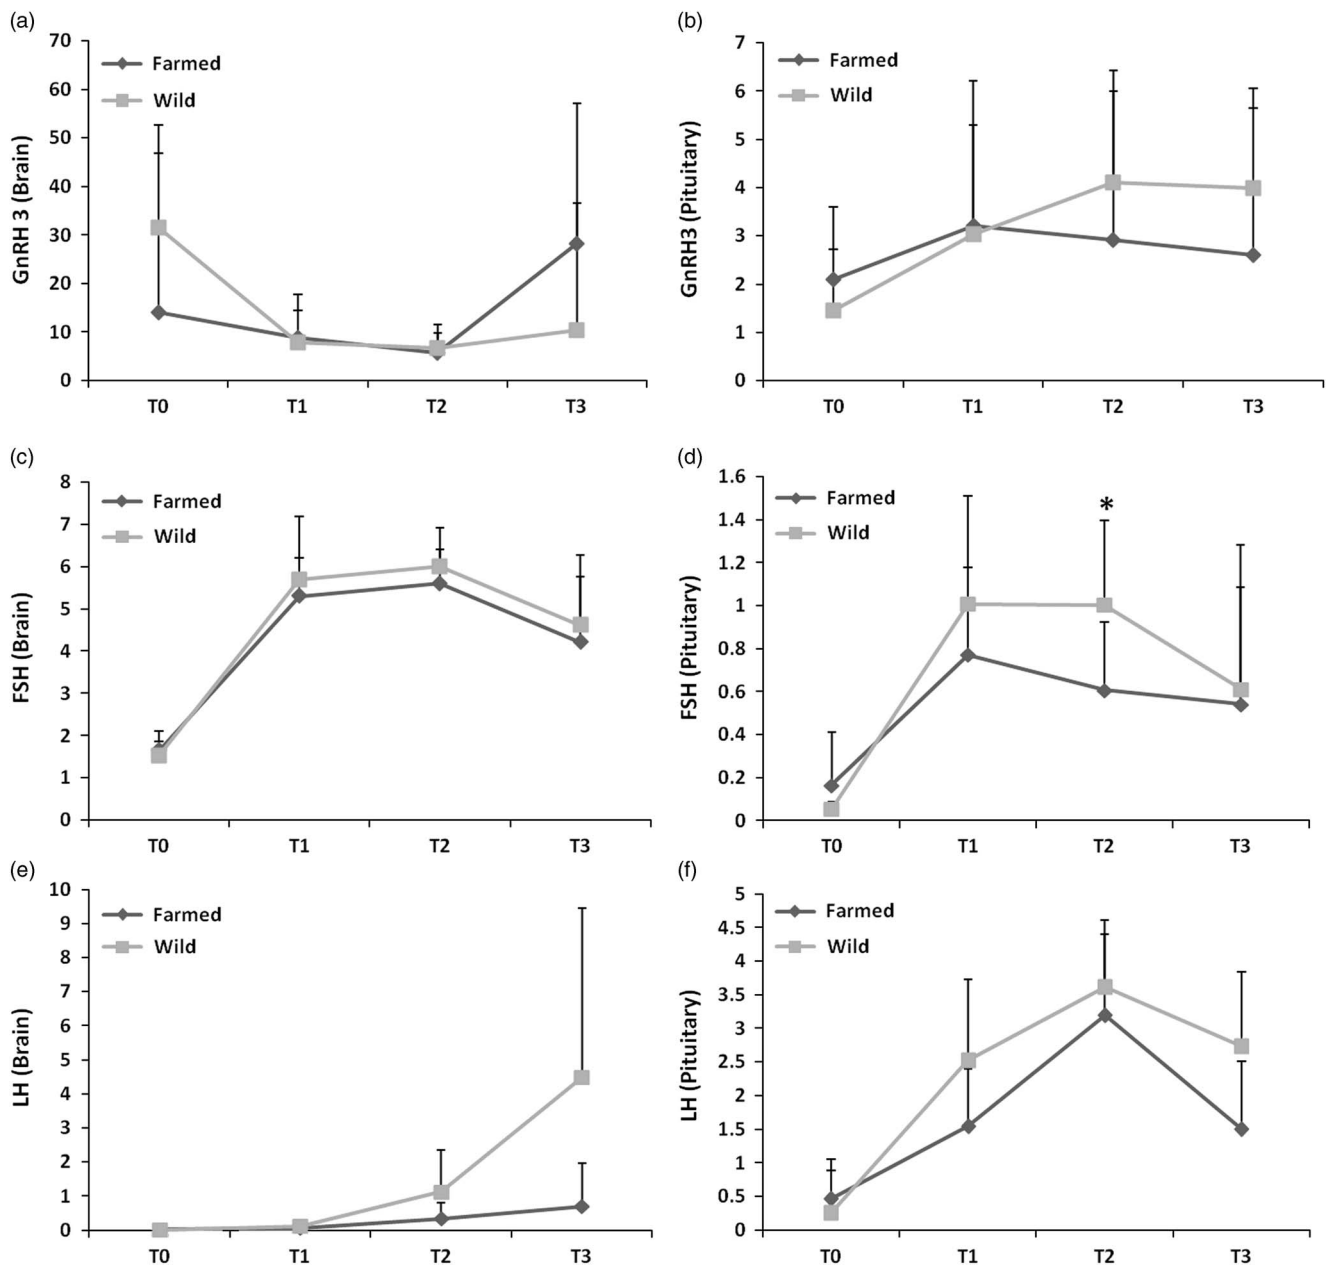 (a)
70
60
50
40
30
20
10
0
GnRH 3 (Brain)
Farmed
Wild
T0 T1 T2 T3
(b)
7
6
5
4
3
2
1
0
GnRH3 (Pituitary)
Farmed
Wild
T0 T1 T2 T3
(c)
8
7
6
5
4
3
2
1
0
FSH (Brain)
Farmed
Wild
T0 T1 T2 T3
(d)
1.6
1.4
1.2
1
0.8
0.6
0.4
0.2
0
FSH (Pituitary)
Farmed
Wild
*
T0 T1 T2 T3
(e)
10
9
8
7
6
5
4
3
2
1
0
LH (Brain)
Farmed
Wild
T0 T1 T2 T3
(f)
5
4.5
4
3.5
3
2.5
2
1.5
1
0.5
0
LH (Pituitary)
Farmed
Wild
T0 T1 T2 T3